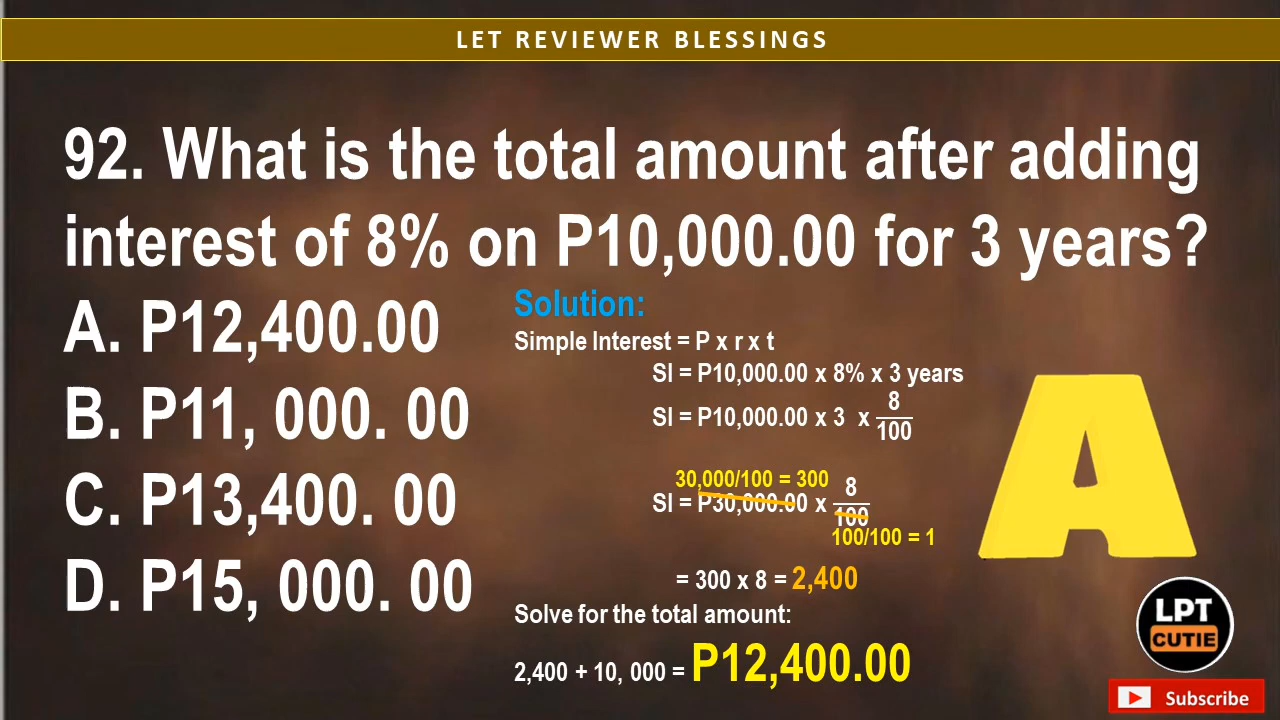 LET REVIEWER BLESSINGS
92. What is the total amount after adding
interest of 8% on P10,000.00 for 3 years?
A. P12,400.00
B. P11, 000. 00
C. P13,400. 00
D. P15, 000. 00
Solution:
Simple Interest = P x r x t
SI = P10,000.00 x 8% x 3 years
SI = P10,000.00 x 3 x 8/100
30,000/100 = 300
SI = P30,000.00 x 8/100
100/100 = 1
= 300 x 8 = 2,400
Solve for the total amount:
2,400 + 10, 000 = P12,400.00
A
LPT
CUTIE
Subscribe